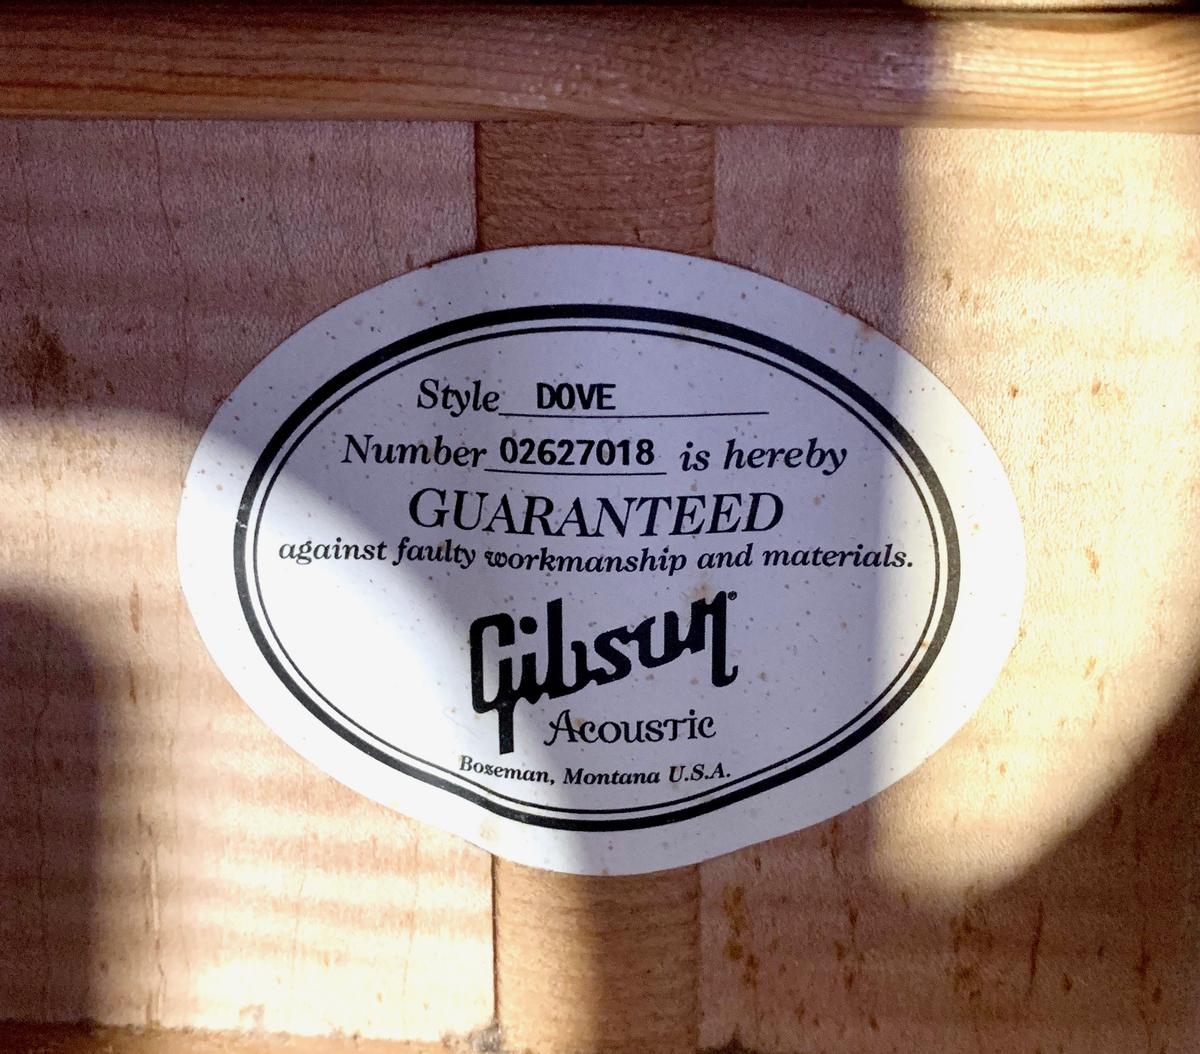 Style DOVE
Number 02627018 is hereby
GUARANTEED
against faulty workmanship and materials.
Gibson®
Acoustic
Bozeman, Montana U.S.A.